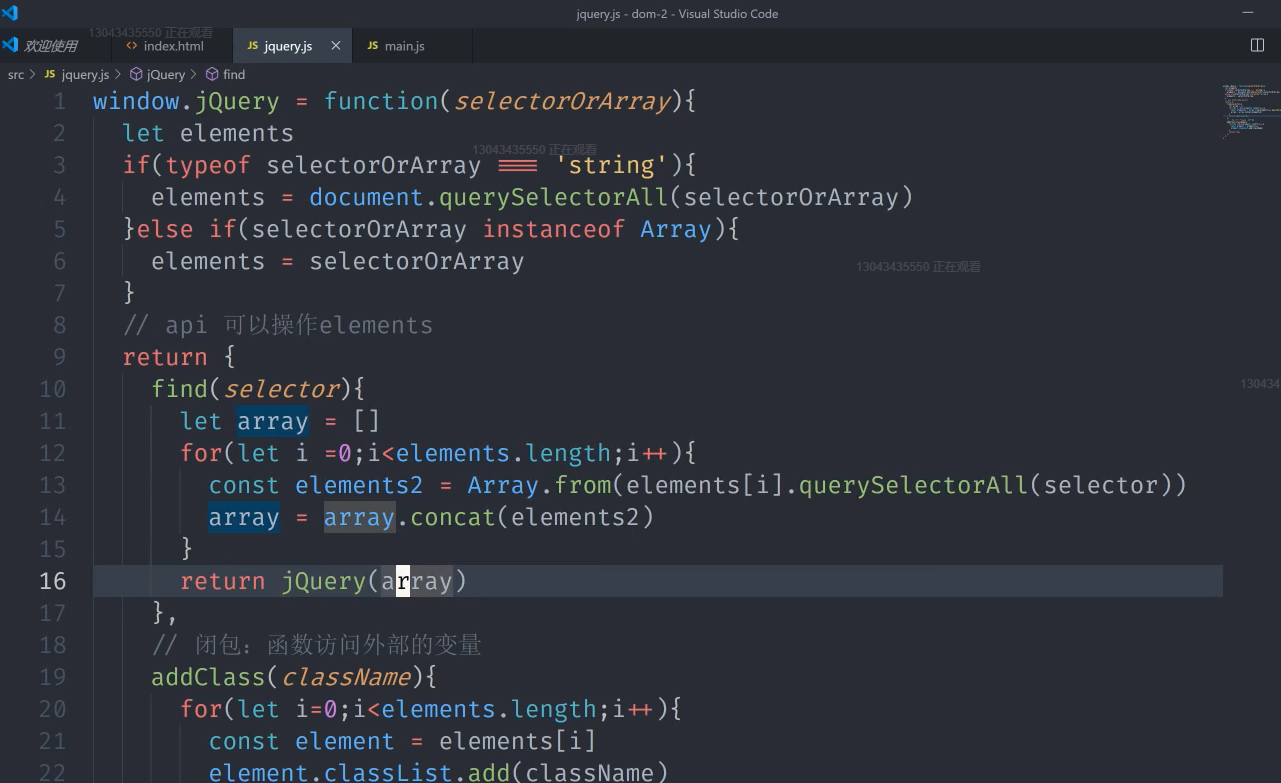 jquery.js - dom-2 - Visual Studio Code
13043435550 正在观看
欢迎使用 <> index.html JS jquery.js × JS main.js
src > JS jquery.js > jQuery > find
1 window.jQuery = function(selectorOrArray){
2 let elements
13043435550 正在观看
3 if(typeof selectorOrArray === 'string'){
4 elements = document.querySelectorAll(selectorOrArray)
5 }else if(selectorOrArray instanceof Array){
6 elements = selectorOrArray
13043435550 正在观看
7 }
8 // api 可以操作elements
9 return {
10 find(selector){
130434
11 let array = []
12 for(let i =0;i<elements.length;i++){
13 const elements2 = Array.from(elements[i].querySelectorAll(selector))
14 array = array.concat(elements2)
15 }
16 return jQuery(array)
17 },
18 // 闭包：函数访问外部的变量
19 addClass(className){
20 for(let i=0;i<elements.length;i++){
21 const element = elements[i]
22 element.classList.add(className)